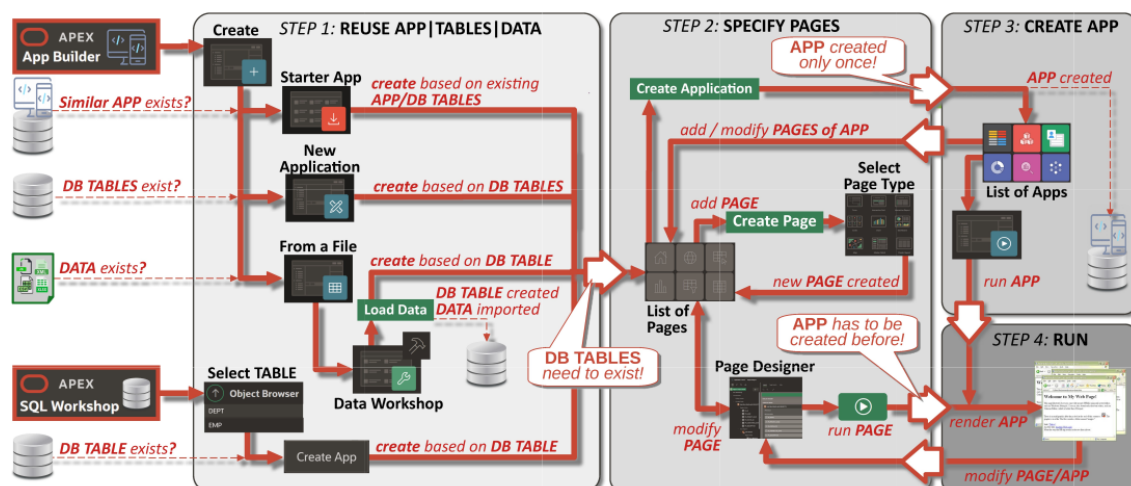 APEX
App Builder
Similar APP exists?
DB TABLES exist?
DATA exists?
APEX
SQL Workshop
DB TABLE exists?
STEP 1: REUSE APP|TABLES|DATA
Create
Starter App
create based on existing
APP/DB TABLES
New
Application
create based on DB TABLES
From a File
create based on DB TABLE
Load Data
DB TABLE created
DATA imported
Data Workshop
Select TABLE
Object Browser
DEPT
EMP
Create App
create based on DB TABLE
DB TABLES
need to exist!
STEP 2: SPECIFY PAGES
APP created
only once!
Create Application
add / modify PAGES of APP
Select
Page Type
add PAGE
Create Page
new PAGE created
List of
Pages
APP has to be
created before!
Page Designer
modify
PAGE
run PAGE
STEP 3: CREATE APP
APP created
List of Apps
run APP
STEP 4: RUN
Welcome to My Web Page!
render APP
modify PAGE/APP